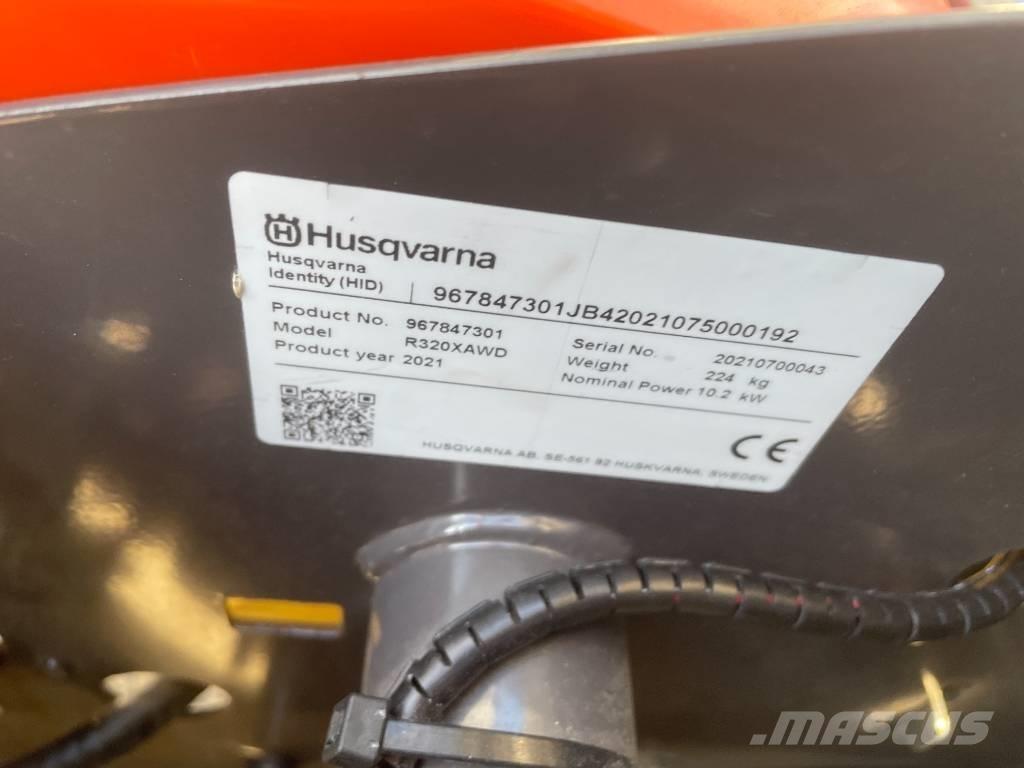 Husqvarna
Husqvarna
Identity (HID)
967847301JB42021075000192
Product No. 967847301
Model R320XAWD
Product year 2021
Serial No. 20210700043
Weight 224 kg
Nominal Power 10.2 kW
CE
HUSQVARNA AB, SE-561 82 HUSKVARNA, SWEDEN
MASCUS